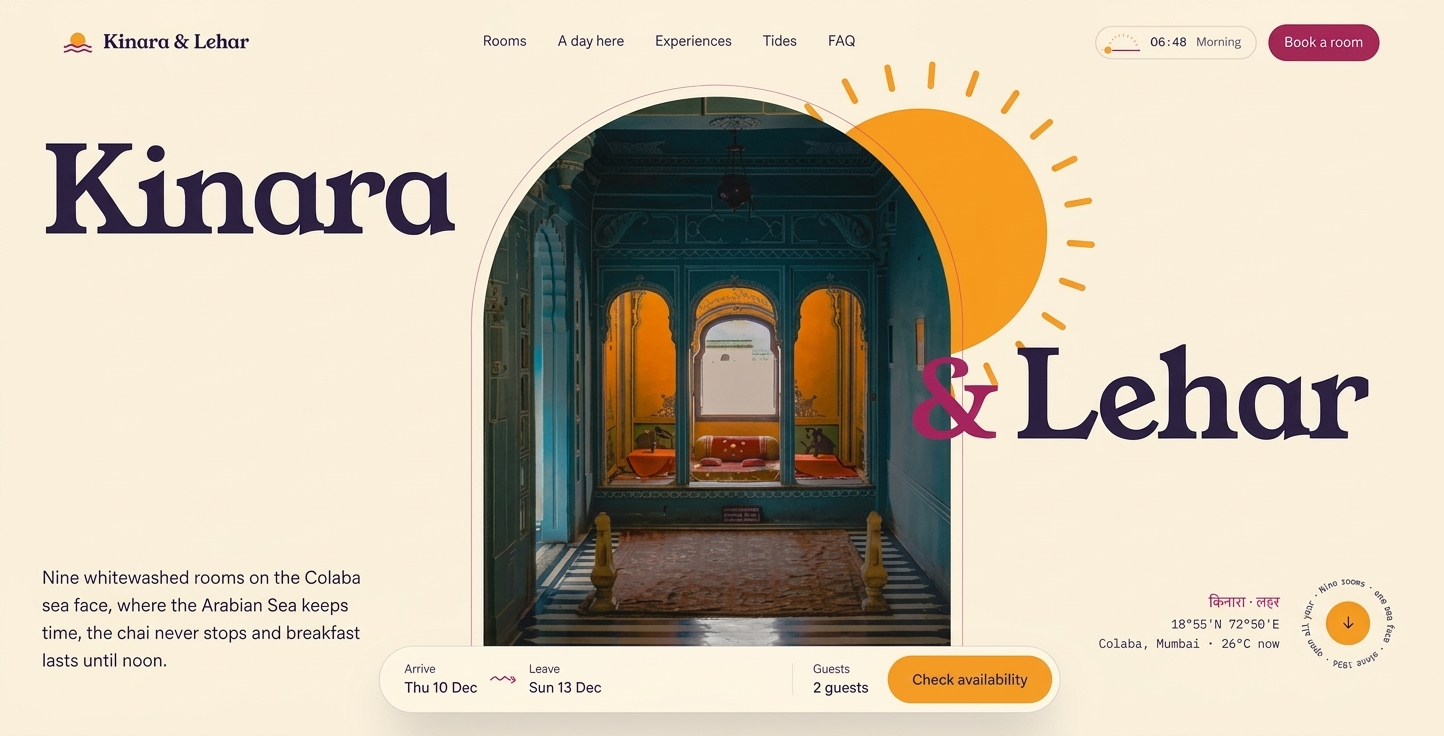 Kinara & Lehar
Rooms
A day here
Experiences
Tides
FAQ
06:48 Morning
Book a room
Kinara
& Lehar
Nine whitewashed rooms on the Colaba
sea face, where the Arabian Sea keeps
time, the chai never stops and breakfast
lasts until noon.
किनारा · लहर
18°55'N 72°50'E
Colaba, Mumbai · 26°C now
one sea face · since 1936 · open all year ·
Arrive
Thu 10 Dec
Leave
Sun 13 Dec
Guests
2 guests
Check availability